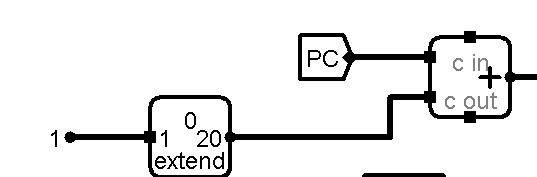 PC
c in
+
c out
0
1 1 20
extend